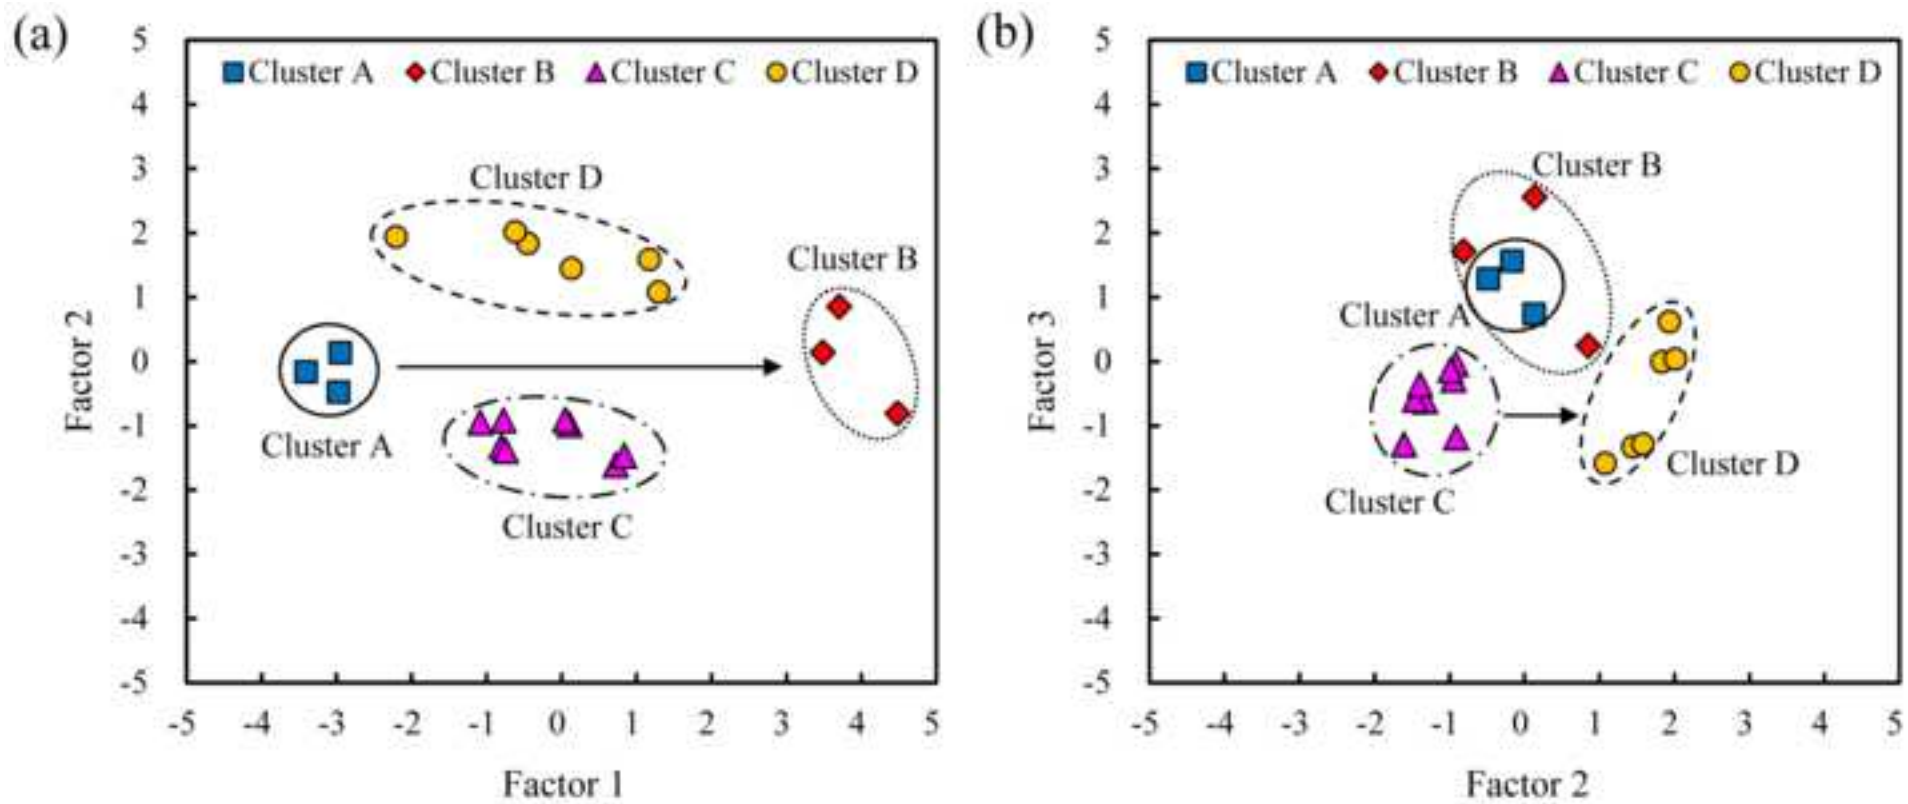 (a)
Cluster A Cluster B Cluster C Cluster D
5
4
3
2
1
0
-1
-2
-3
-4
-5
Factor 2
Cluster D
Cluster B
Cluster A
Cluster C
-5 -4 -3 -2 -1 0 1 2 3 4 5
Factor 1
(b)
Cluster A Cluster B Cluster C Cluster D
5
4
3
2
1
0
-1
-2
-3
-4
-5
Factor 3
Cluster B
Cluster A
Cluster D
Cluster C
-5 -4 -3 -2 -1 0 1 2 3 4 5
Factor 2